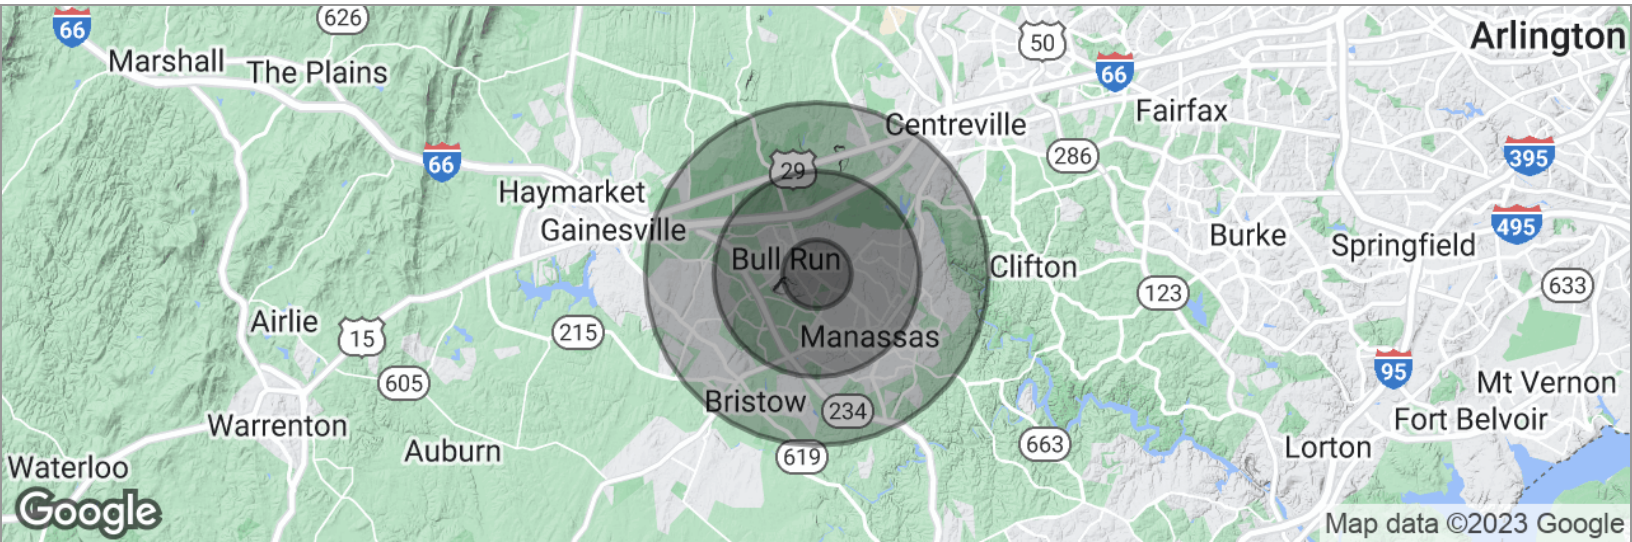 626
66
50
Arlington
Marshall
The Plains
66
Fairfax
Centreville
286
395
66
29
Haymarket
Gainesville
495
Burke
Springfield
Bull Run
Clifton
123
633
Airlie
15
215
Manassas
605
95
Mt Vernon
Bristow
234
Fort Belvoir
Warrenton
Auburn
663
Lorton
619
Waterloo
Google
Map data ©2023 Google